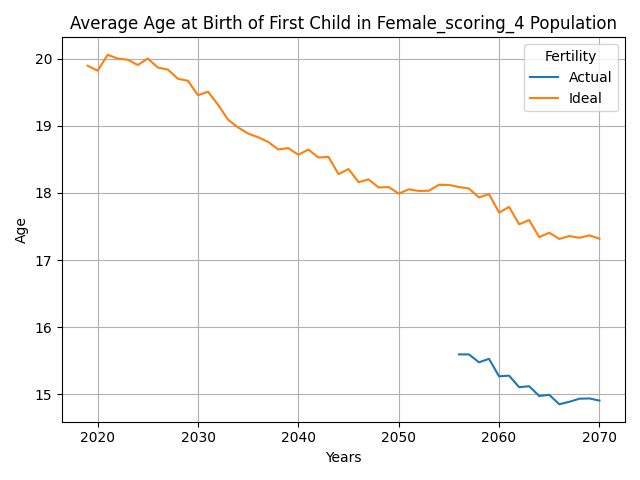 Average Age at Birth of First Child in Female_scoring_4 Population
Fertility
Actual
Ideal
20
19
18
17
16
15
Age
2020 2030 2040 2050 2060 2070
Years